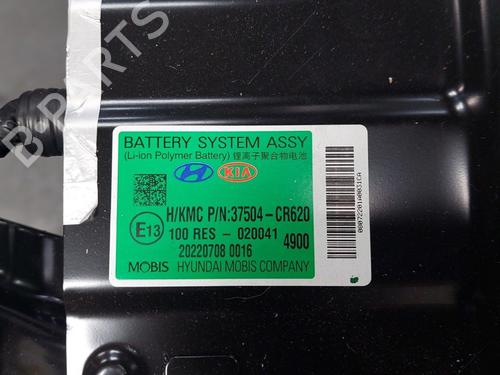 B-PARTS
BATTERY SYSTEM ASSY
(Li-ion Polymer Battery) 锂离子聚合物电池
KIA
H/KMC P/N:37504-CR620
E13
100 RES - 020041
4900
20220708 0016
MOBIS HYUNDAI MOBIS COMPANY